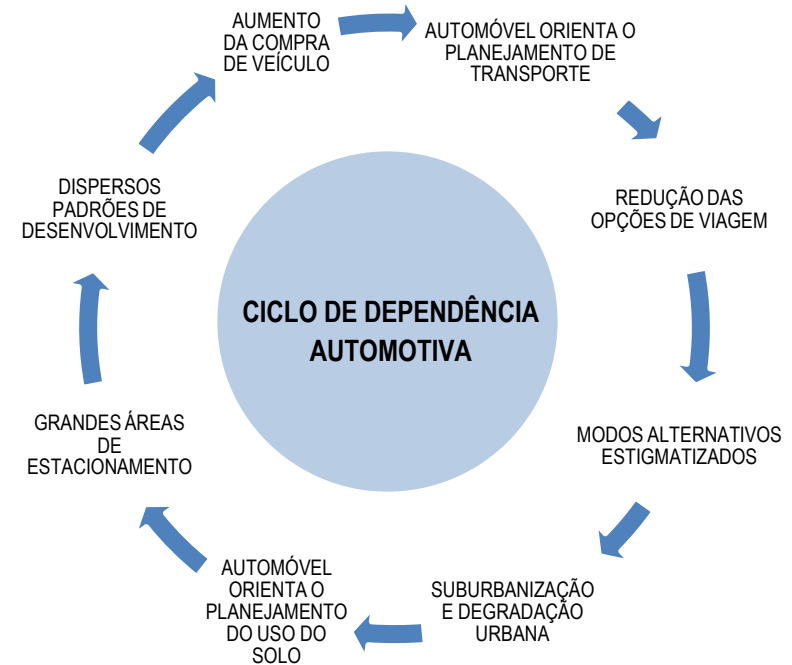 AUMENTO
DA COMPRA
DE VEÍCULO
AUTOMÓVEL ORIENTA O
PLANEJAMENTO DE
TRANSPORTE
REDUÇÃO DAS
OPÇÕES DE VIAGEM
MODOS ALTERNATIVOS
ESTIGMATIZADOS
SUBURBANIZAÇÃO
E DEGRADAÇÃO
URBANA
AUTOMÓVEL
ORIENTA O
PLANEJAMENTO
DO USO DO
SOLO
GRANDES ÁREAS
DE
ESTACIONAMENTO
DISPERSOS
PADRÕES DE
DESENVOLVIMENTO
CICLO DE DEPENDÊNCIA
AUTOMOTIVA